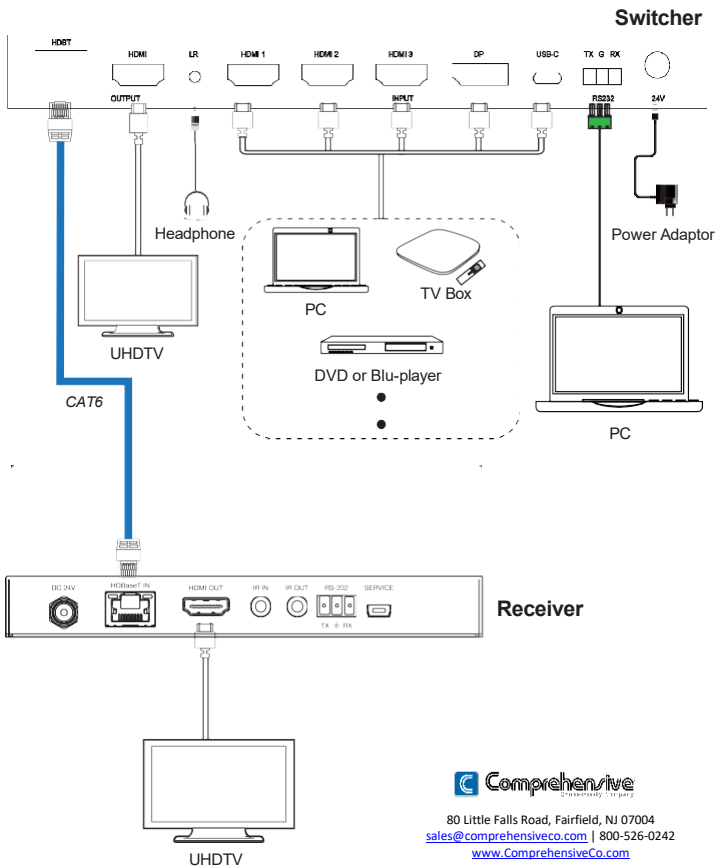 Switcher
HDBT
HDMI
LR
HDMI 1
HDMI 2
HDMI 3
DP
USB-C
TX G RX
OUTPUT
INPUT
RS232
24V
Headphone
Power Adaptor
PC
TV Box
UHDTV
DVD or Blu-player
CAT6
PC
DC 24V
HDBaseT IN
HDMI OUT
IR IN
IR OUT
RS-232
SERVICE
TX
RX
Receiver
UHDTV
Comprehensive
Connectivity Company
80 Little Falls Road, Fairfield, NJ 07004
sales@comprehensiveco.com | 800-526-0242
www.ComprehensiveCo.com